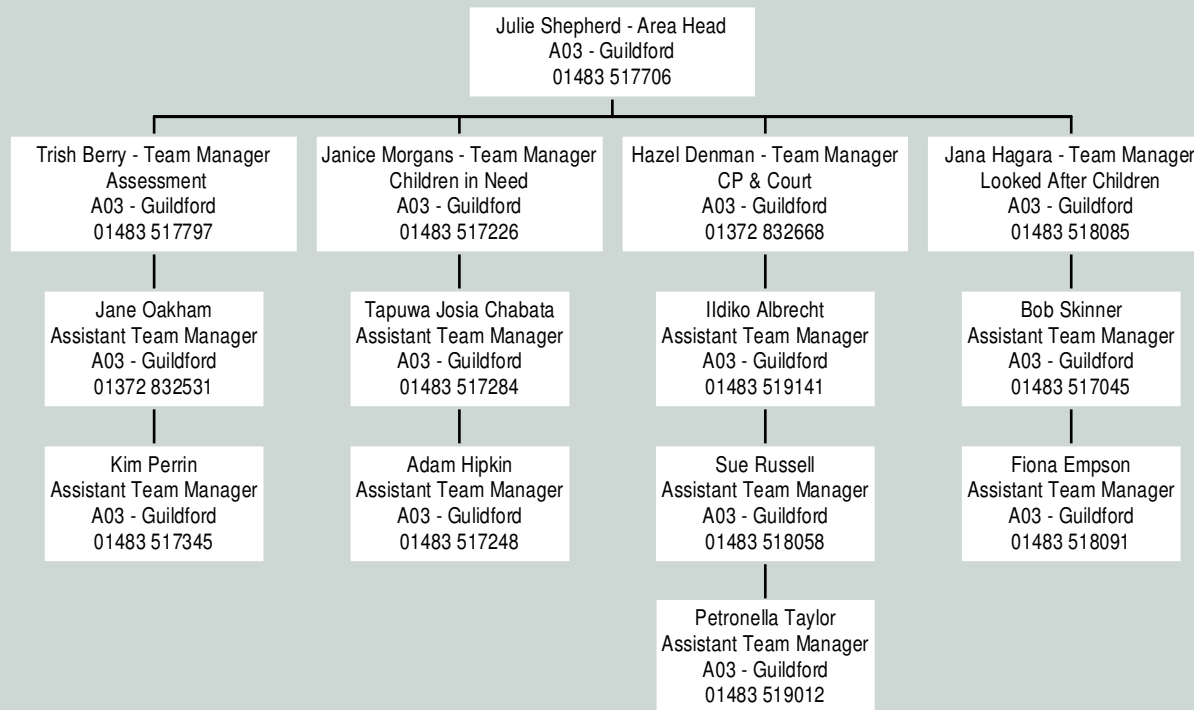 Julie Shepherd - Area Head
A03 - Guildford
01483 517706
Trish Berry - Team Manager
Assessment
A03 - Guildford
01483 517797
Janice Morgans - Team Manager
Children in Need
A03 - Guildford
01483 517226
Hazel Denman - Team Manager
CP & Court
A03 - Guildford
01372 832668
Jana Hagara - Team Manager
Looked After Children
A03 - Guildford
01483 518085
Jane Oakham
Assistant Team Manager
A03 - Guildford
01372 832531
Tapuwa Josia Chabata
Assistant Team Manager
A03 - Guildford
01483 517284
Ildiko Albrecht
Assistant Team Manager
A03 - Guildford
01483 519141
Bob Skinner
Assistant Team Manager
A03 - Guildford
01483 517045
Kim Perrin
Assistant Team Manager
A03 - Guildford
01483 517345
Adam Hipkin
Assistant Team Manager
A03 - Gulidford
01483 517248
Sue Russell
Assistant Team Manager
A03 - Guildford
01483 518058
Fiona Empson
Assistant Team Manager
A03 - Guildford
01483 518091
Petronella Taylor
Assistant Team Manager
A03 - Guildford
01483 519012